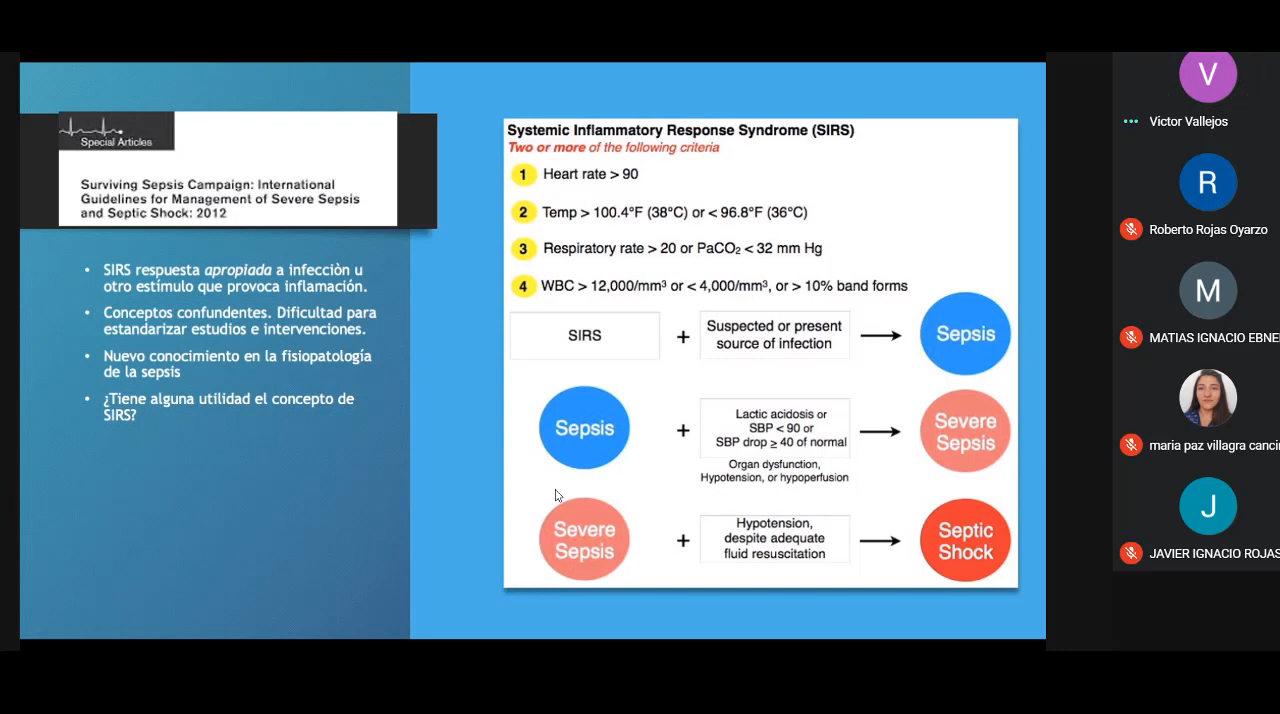 Special Articles
Surviving Sepsis Campaign: International
Guidelines for Management of Severe Sepsis
and Septic Shock: 2012
• SIRS respuesta apropiada a infecciòn u
otro estímulo que provoca inflamación.
• Conceptos confundentes. Dificultad para
estandarizar estudios e intervenciones.
• Nuevo conocimiento en la fisiopatología
de la sepsis
• ¿Tiene alguna utilidad el concepto de
SIRS?
Systemic Inflammatory Response Syndrome (SIRS)
Two or more of the following criteria
1 Heart rate > 90
2 Temp > 100.4°F (38°C) or < 96.8°F (36°C)
3 Respiratory rate > 20 or PaCO₂ < 32 mm Hg
4 WBC > 12,000/mm³ or < 4,000/mm³, or > 10% band forms
SIRS
+
Suspected or present
source of infection
Sepsis
Sepsis
+
Lactic acidosis or
SBP < 90 or
SBP drop ≥ 40 of normal
Organ dysfunction,
Hypotension, or hypoperfusion
Severe
Sepsis
Severe
Sepsis
+
Hypotension,
despite adequate
fluid resuscitation
Septic
Shock
V
Victor Vallejos
R
Roberto Rojas Oyarzo
M
MATIAS IGNACIO EBNE
maria paz villagra canci
J
JAVIER IGNACIO ROJAS